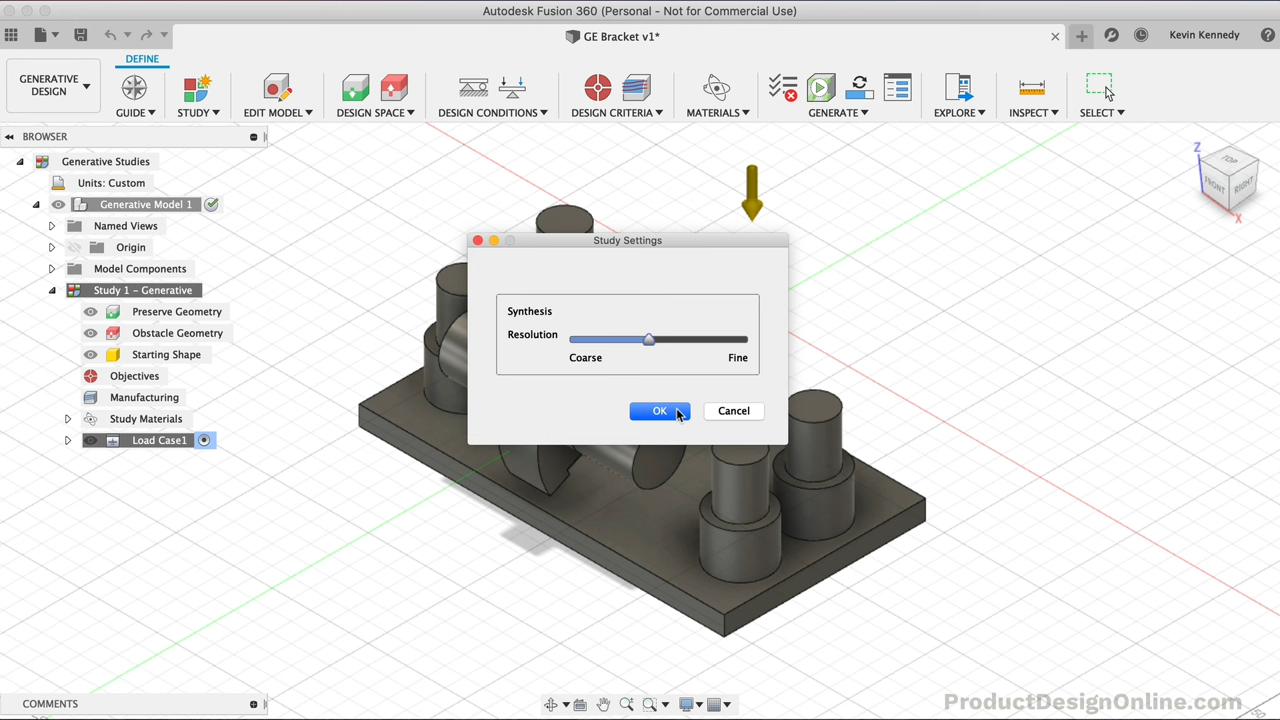 Autodesk Fusion 360 (Personal - Not for Commercial Use)
GE Bracket v1*
Kevin Kennedy
DEFINE
GENERATIVE DESIGN
GUIDE
STUDY
EDIT MODEL
DESIGN SPACE
DESIGN CONDITIONS
DESIGN CRITERIA
MATERIALS
GENERATE
EXPLORE
INSPECT
SELECT
BROWSER
Generative Studies
Units: Custom
Generative Model 1
Named Views
Origin
Model Components
Study 1 - Generative
Preserve Geometry
Obstacle Geometry
Starting Shape
Objectives
Manufacturing
Study Materials
Load Case1
Study Settings
Synthesis
Resolution
Coarse Fine
OK Cancel
Z
TOP
FRONT RIGHT
X
COMMENTS
ProductDesignOnline.com